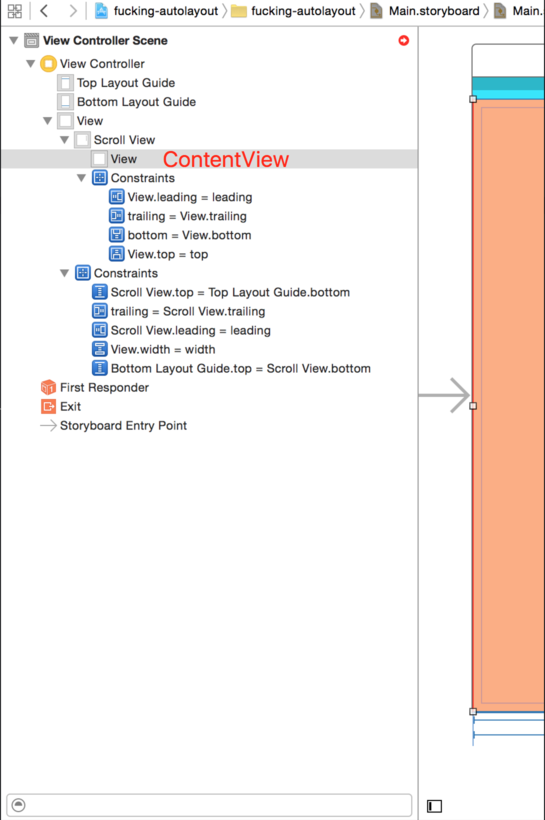 fucking-autolayout fucking-autolayout Main.storyboard Main.
View Controller Scene
View Controller
Top Layout Guide
Bottom Layout Guide
View
Scroll View
View ContentView
Constraints
View.leading = leading
trailing = View.trailing
bottom = View.bottom
View.top = top
Constraints
Scroll View.top = Top Layout Guide.bottom
trailing = Scroll View.trailing
Scroll View.leading = leading
View.width = width
Bottom Layout Guide.top = Scroll View.bottom
First Responder
Exit
Storyboard Entry Point